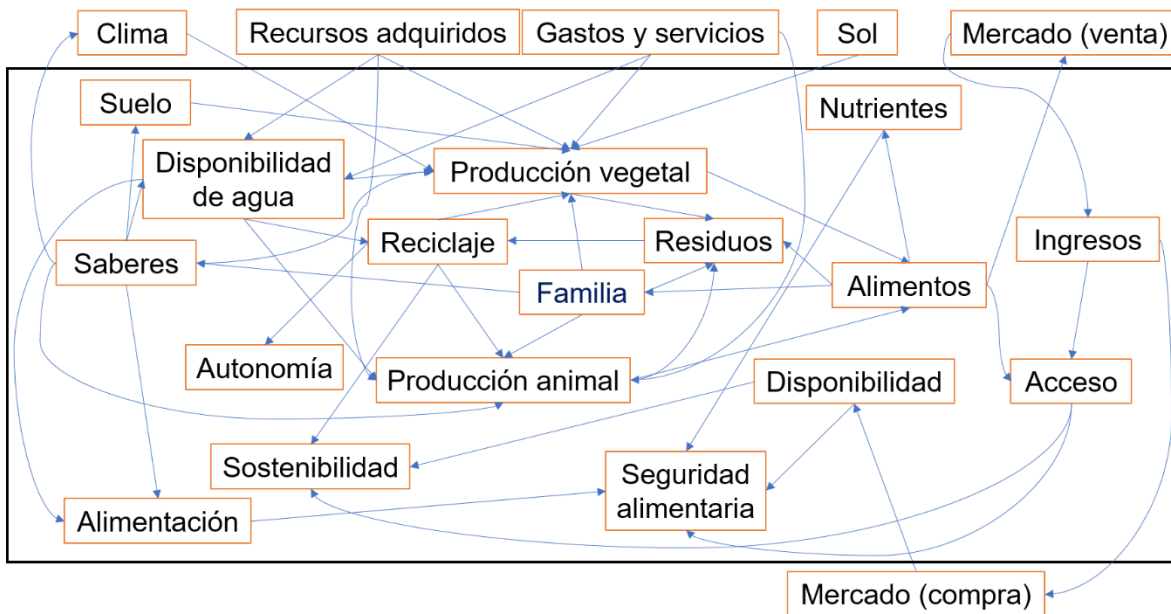 Clima
Recursos adquiridos
Gastos y servicios
Sol
Mercado (venta)
Suelo
Nutrientes
Disponibilidad
de agua
Producción vegetal
Reciclaje
Residuos
Ingresos
Saberes
Familia
Alimentos
Autonomía
Producción animal
Disponibilidad
Acceso
Sostenibilidad
Seguridad
alimentaria
Alimentación
Mercado (compra)